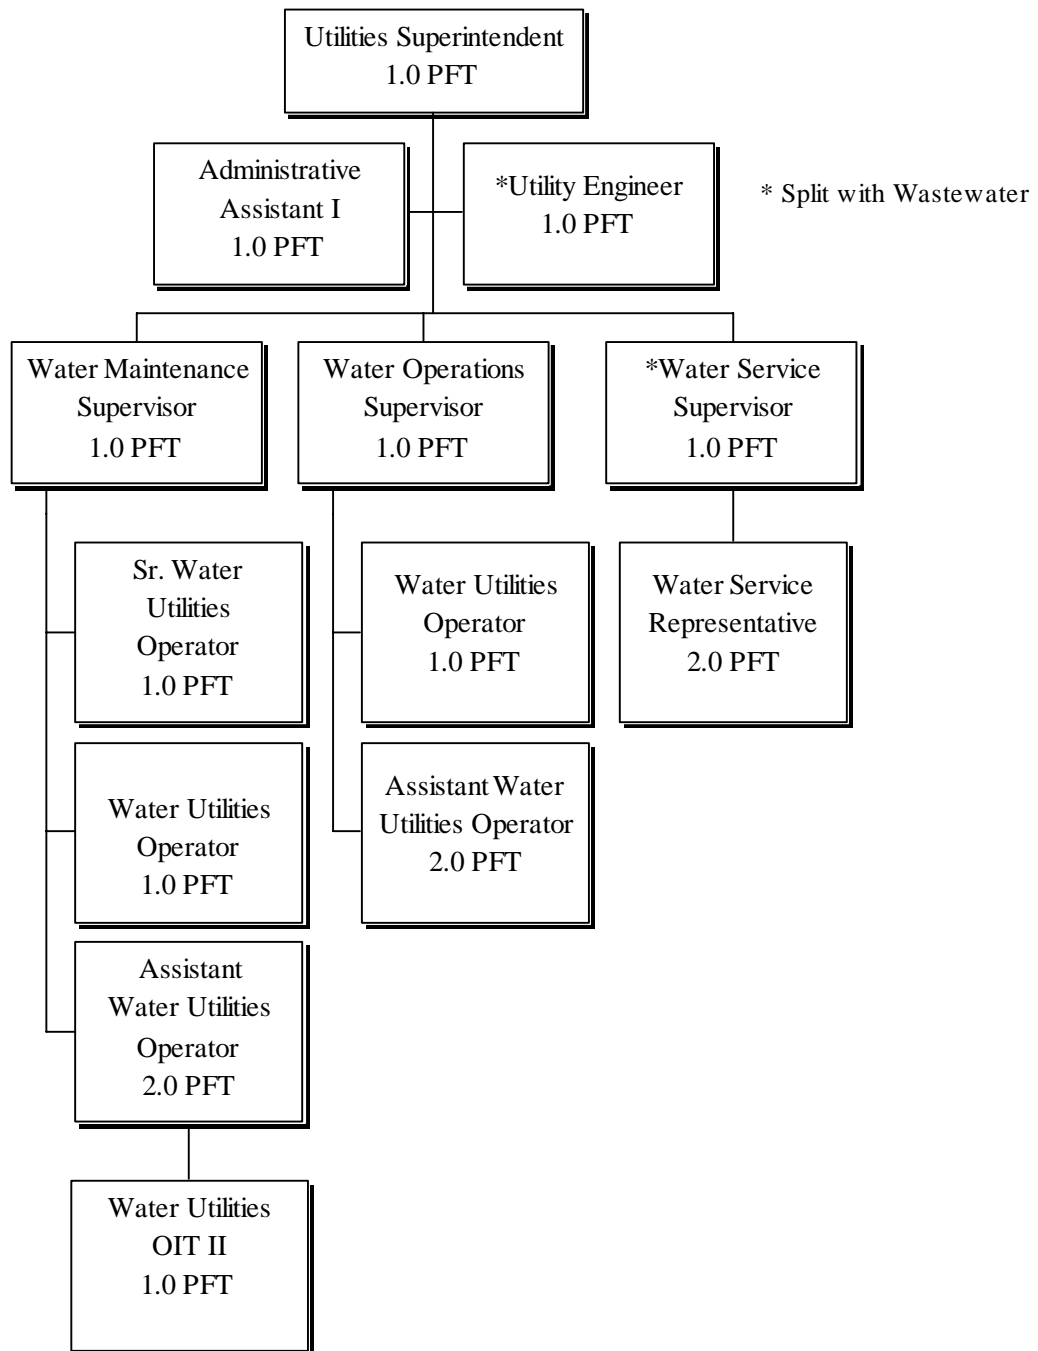 Utilities Superintendent
1.0 PFT
Administrative
Assistant I
1.0 PFT
*Utility Engineer
1.0 PFT
* Split with Wastewater
Water Maintenance
Supervisor
1.0 PFT
Water Operations
Supervisor
1.0 PFT
*Water Service
Supervisor
1.0 PFT
Sr. Water
Utilities
Operator
1.0 PFT
Water Utilities
Operator
1.0 PFT
Water Service
Representative
2.0 PFT
Water Utilities
Operator
1.0 PFT
Assistant Water
Utilities Operator
2.0 PFT
Assistant
Water Utilities
Operator
2.0 PFT
Water Utilities
OIT II
1.0 PFT